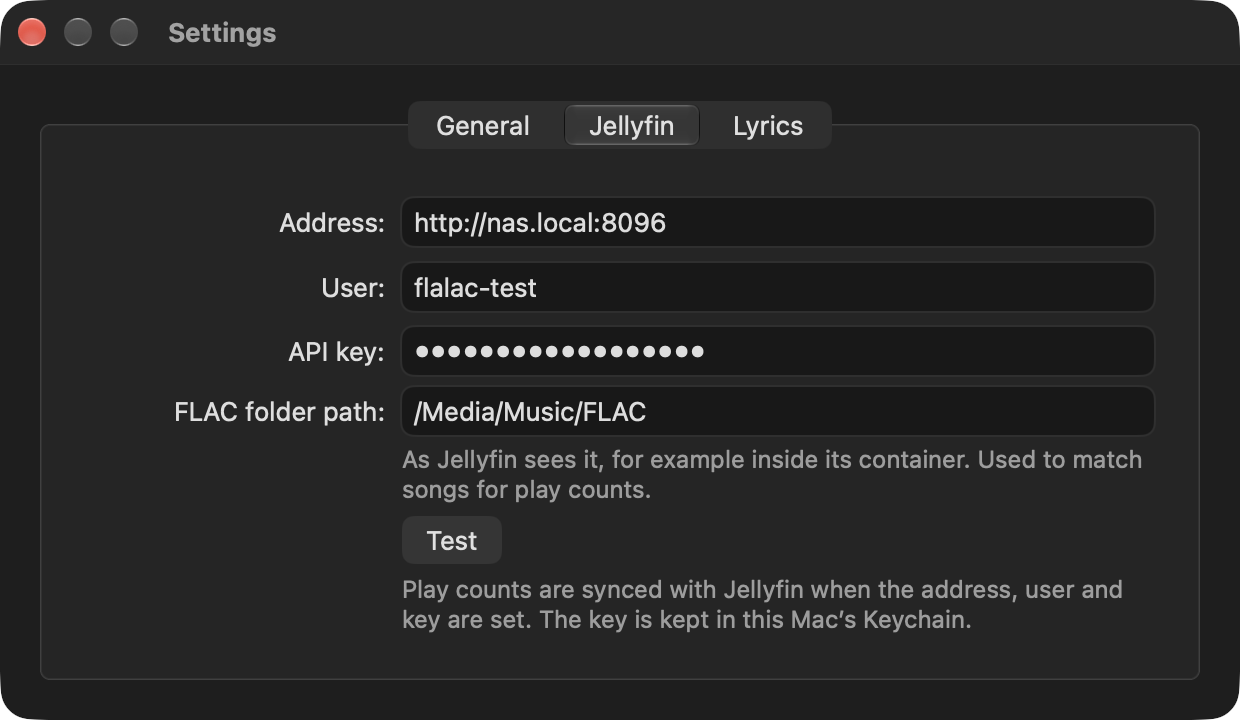 Settings
General
Jellyfin
Lyrics
Address:
http://nas.local:8096
User:
flalac-test
API key:
••••••••••••••••••
FLAC folder path:
/Media/Music/FLAC
As Jellyfin sees it, for example inside its container. Used to match
songs for play counts.
Test
Play counts are synced with Jellyfin when the address, user and
key are set. The key is kept in this Mac’s Keychain.